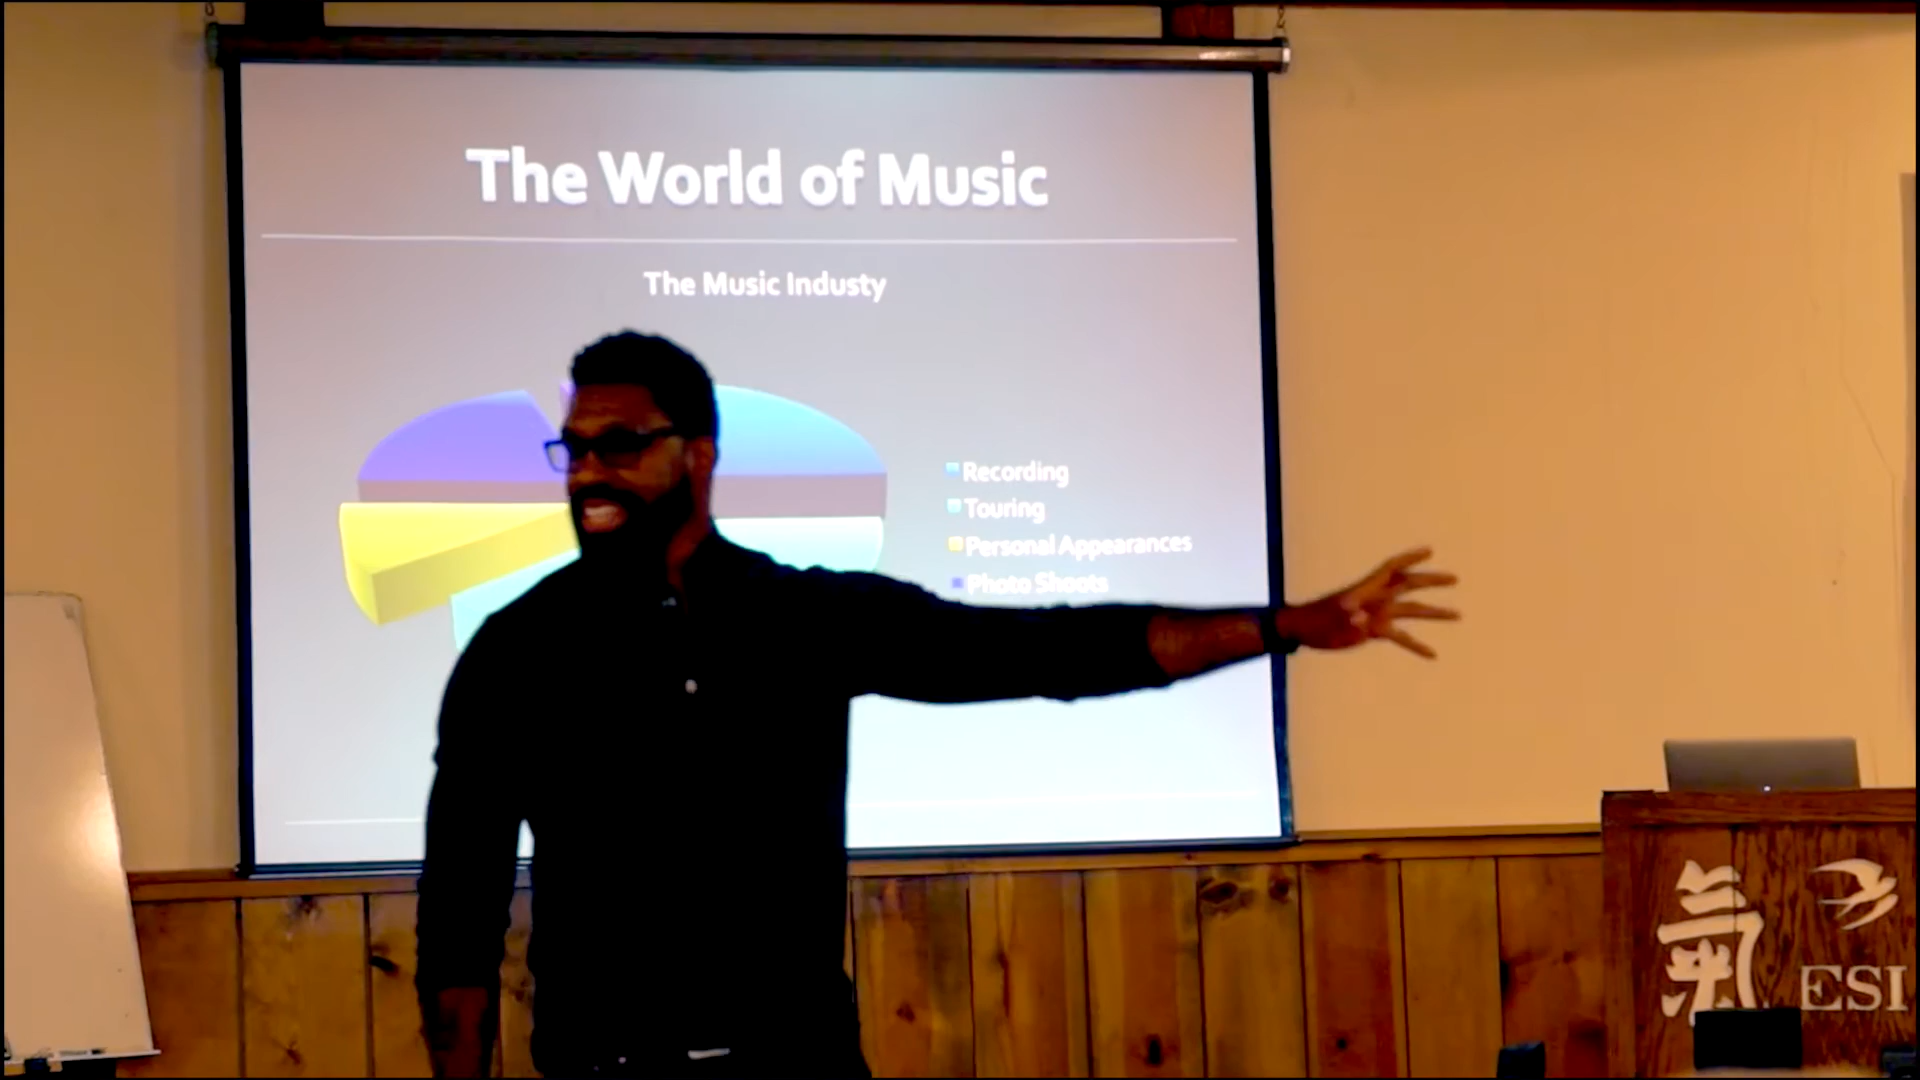 The World of Music
The Music Industy
Recording
Touring
Personal Appearances
Photo Shoots
氣
ESI